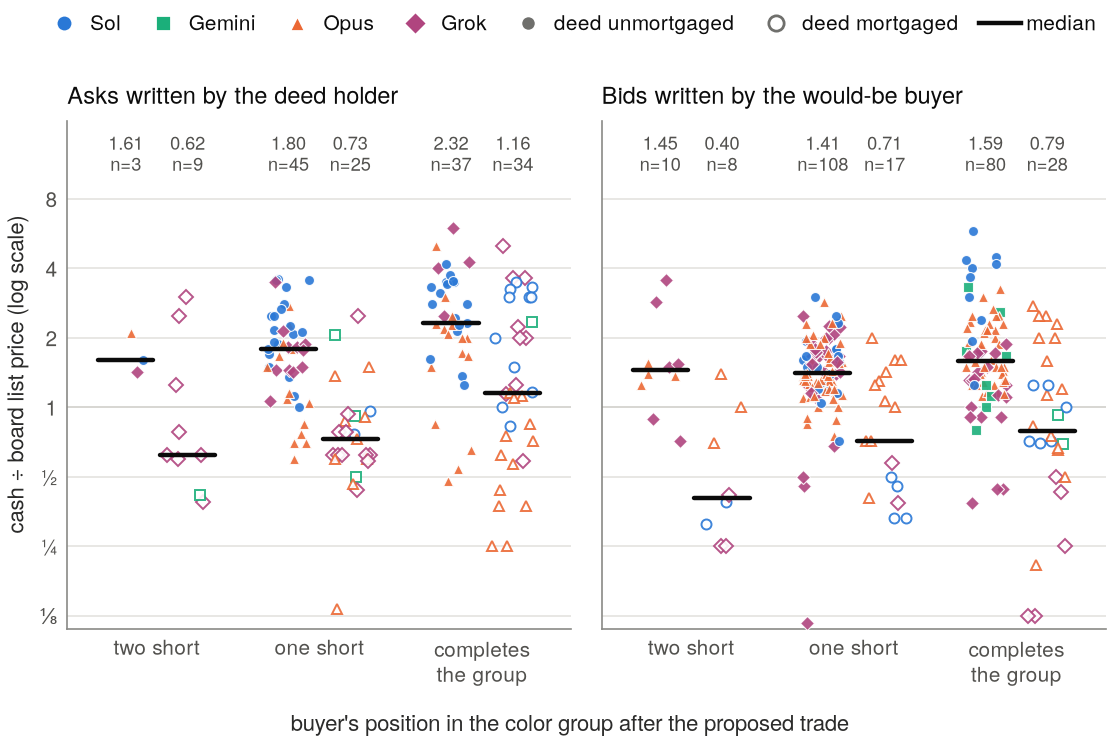 Sol Gemini Opus Grok deed unmortgaged deed mortgaged median
Asks written by the deed holder
1.61 0.62 1.80 0.73 2.32 1.16
n=3 n=9 n=45 n=25 n=37 n=34
Bids written by the would-be buyer
1.45 0.40 1.41 0.71 1.59 0.79
n=10 n=8 n=108 n=17 n=80 n=28
cash ÷ board list price (log scale)
8
4
2
1
½
¼
⅛
two short one short completes
the group
two short one short completes
the group
buyer's position in the color group after the proposed trade